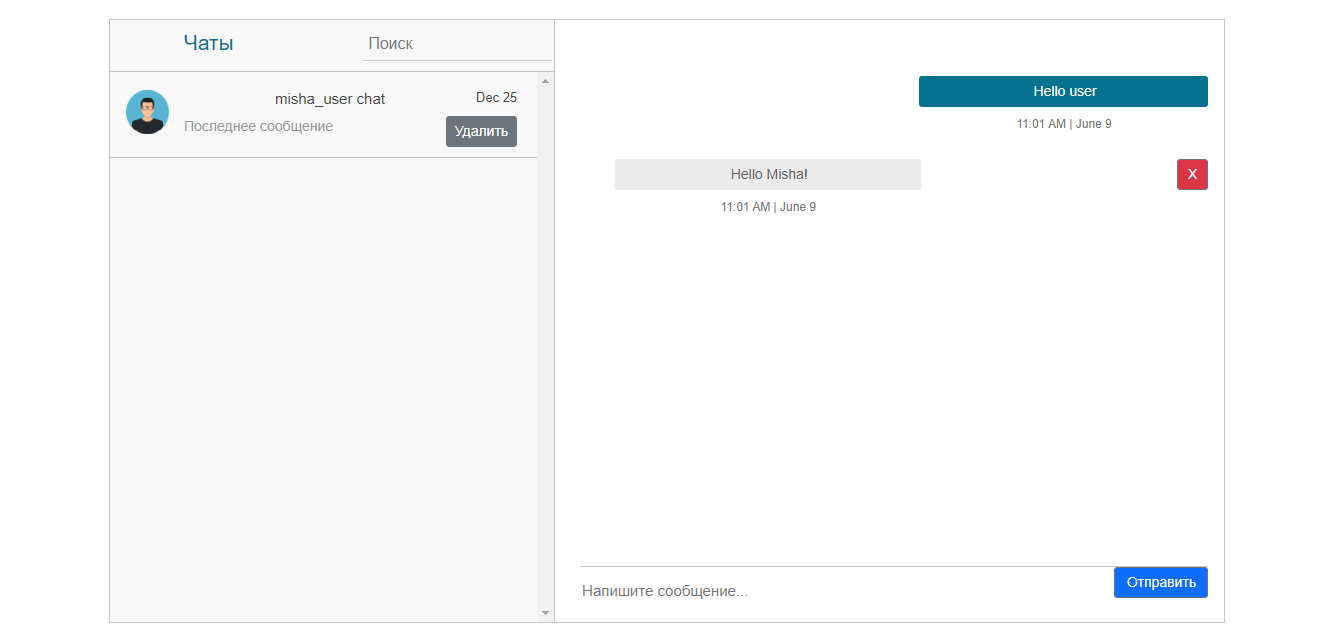 Чаты
Поиск
misha_user chat
Dec 25
Последнее сообщение
Удалить
Hello user
11:01 AM | June 9
Hello Misha!
X
11:01 AM | June 9
Напишите сообщение...
Отправить